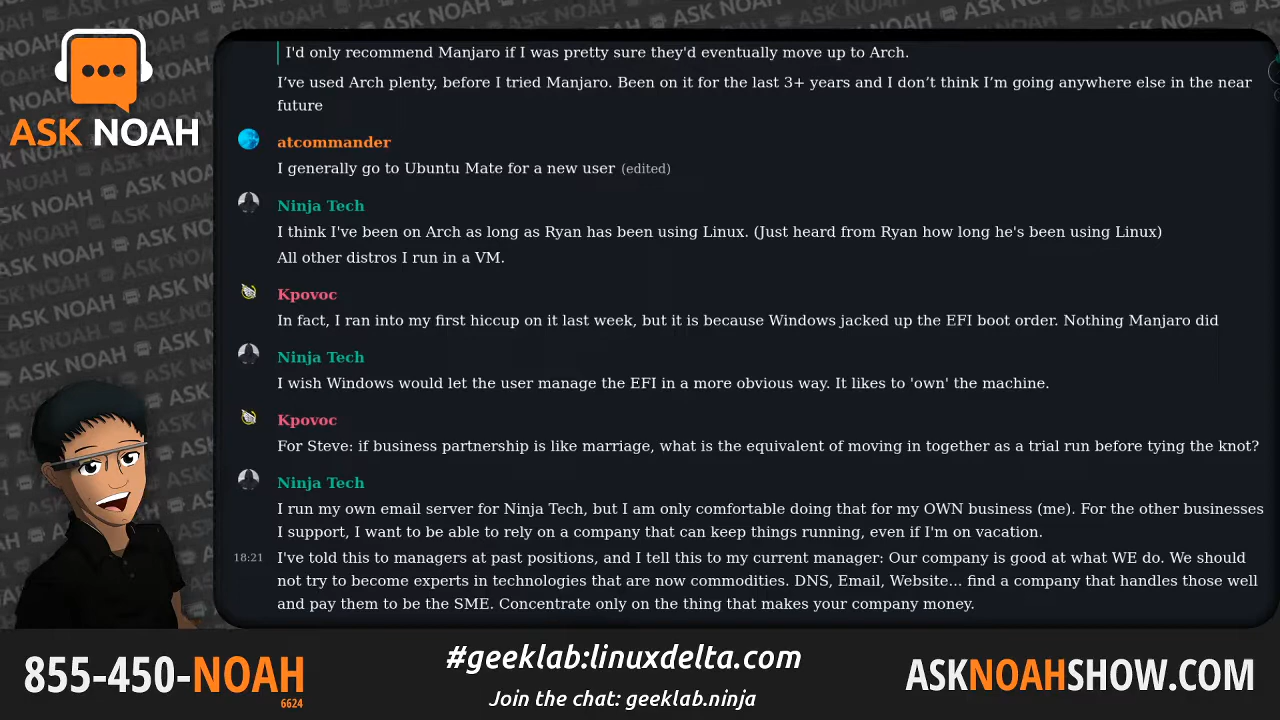 ASK NOAH
I'd only recommend Manjaro if I was pretty sure they'd eventually move up to Arch.
I’ve used Arch plenty, before I tried Manjaro. Been on it for the last 3+ years and I don’t think I’m going anywhere else in the near
future
atcommander
I generally go to Ubuntu Mate for a new user (edited)
Ninja Tech
I think I've been on Arch as long as Ryan has been using Linux. (Just heard from Ryan how long he's been using Linux)
All other distros I run in a VM.
Kpovoc
In fact, I ran into my first hiccup on it last week, but it is because Windows jacked up the EFI boot order. Nothing Manjaro did
Ninja Tech
I wish Windows would let the user manage the EFI in a more obvious way. It likes to 'own' the machine.
Kpovoc
For Steve: if business partnership is like marriage, what is the equivalent of moving in together as a trial run before tying the knot?
Ninja Tech
I run my own email server for Ninja Tech, but I am only comfortable doing that for my OWN business (me). For the other businesses
I support, I want to be able to rely on a company that can keep things running, even if I'm on vacation.
18:21 I've told this to managers at past positions, and I tell this to my current manager: Our company is good at what WE do. We should
not try to become experts in technologies that are now commodities. DNS, Email, Website... find a company that handles those well
and pay them to be the SME. Concentrate only on the thing that makes your company money.
855-450-NOAH
6624
#geeklab:linuxdelta.com
Join the chat: geeklab.ninja
ASKNOAHSHOW.COM